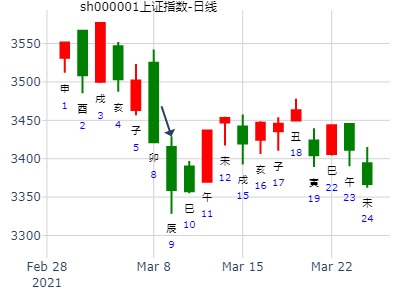 sh000001上证指数-日线
3550
3500
3450
3400
3350
3300
申
1
酉
2
戌
3
亥
4
子
5
卯
8
辰
9
巳
10
午
11
未
12
戌
15
亥
16
子
17
丑
18
寅
19
巳
22
午
23
未
24
Feb 28
2021
Mar 8
Mar 15
Mar 22